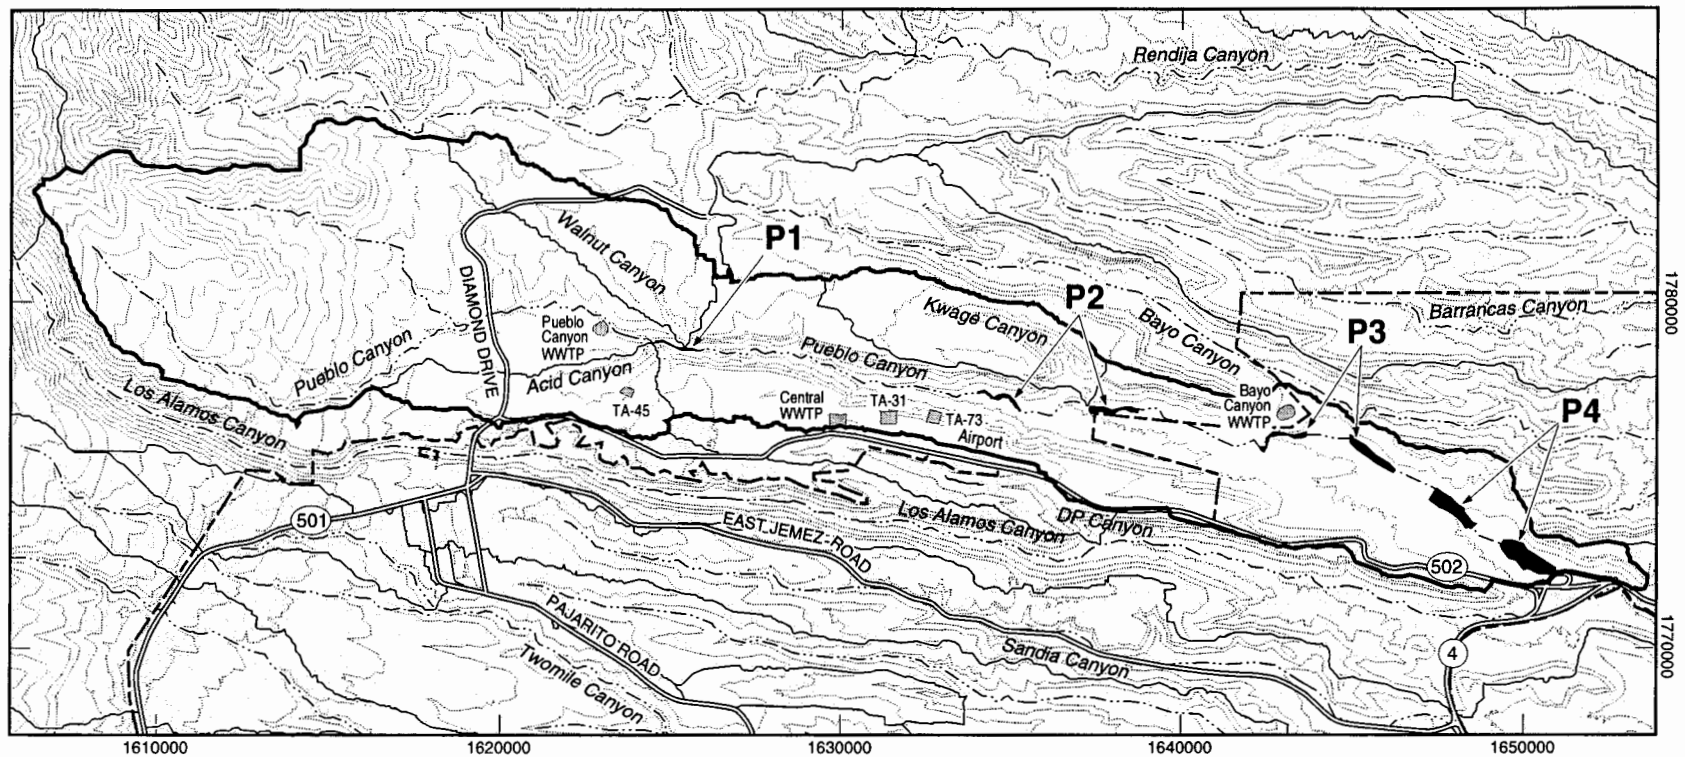 Rendija Canyon
Walnut Canyon
P1
DIAMOND DRIVE
P2
1780000
Kwage Canyon
Bayo Canyon
Barrancas Canyon
P3
Pueblo
Canyon
WWTP
Pueblo Canyon
Pueblo Canyon
Acid Canyon
TA-45
Los Alamos Canyon
Central
WWTP
TA-31
TA-73
Airport
Bayo
Canyon
WWTP
P4
501
EAST JEMEZ ROAD
Los Alamos Canyon
DP Canyon
502
PAJARITO ROAD
Twomile Canyon
Sandia Canyon
4
1770000
1610000
1620000
1630000
1640000
1650000